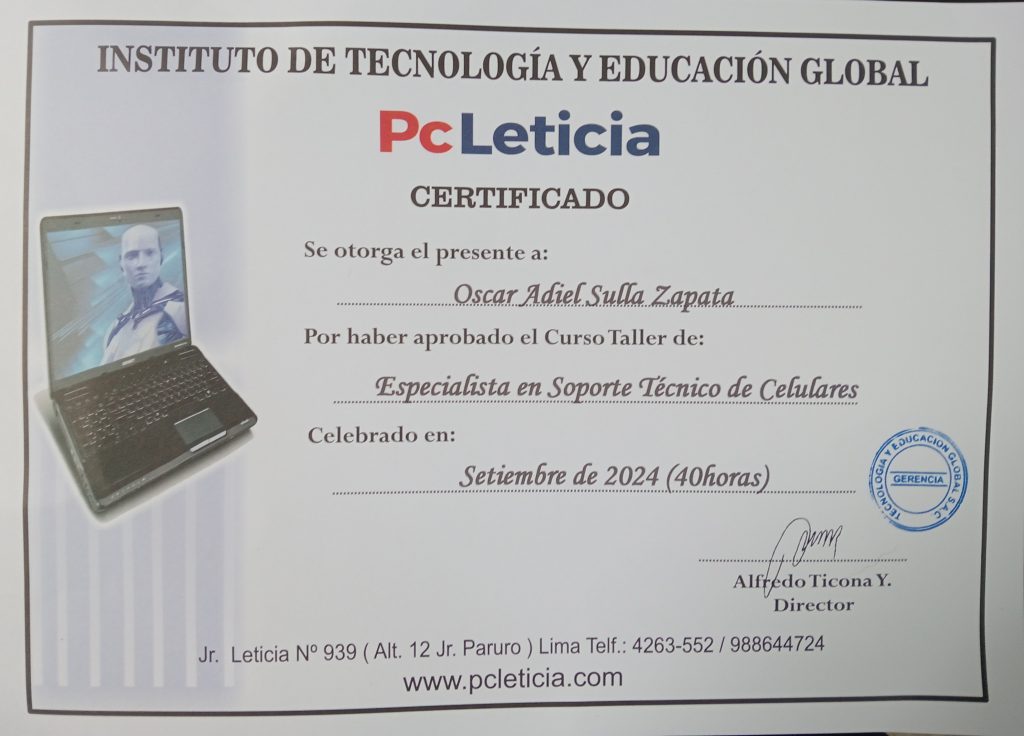 INSTITUTO DE TECNOLOGÍA Y EDUCACIÓN GLOBAL
PcLeticia
CERTIFICADO
Se otorga el presente a:
Oscar Adiel Sulla Zapata
Por haber aprobado el Curso Taller de:
Especialista en Soporte Técnico de Celulares
Celebrado en:
Setiembre de 2024 (40horas)
TECNOLOGIA Y EDUCACION GLOBAL S.A.C.
GERENCIA
Alfredo Ticona Y.
Director
Jr. Leticia Nº 939 ( Alt. 12 Jr. Paruro ) Lima Telf.: 4263-552 / 988644724
www.pcleticia.com